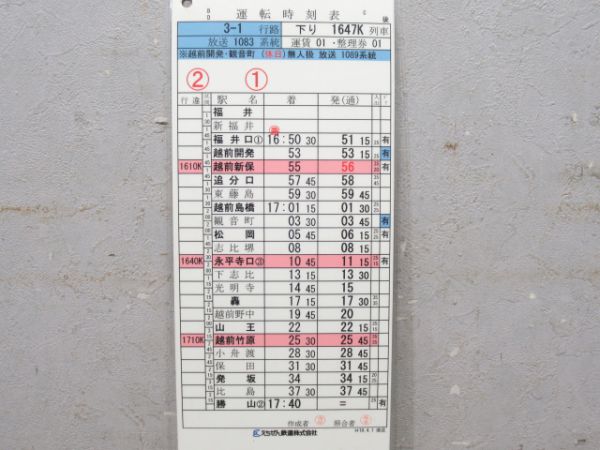 運転時刻表
後
3-1 行路 下り 1647K 列車
放送 1083 系統 運賃 01 ・整理券 01
※越前開発・観音町 (休日) 無人扱 放送 1089系統
② ①
行違 駅名 着 発(通)
福井
新福井
福井口① 16:50 30 51 15 有
越前開発 53 53 15 有
1610K 越前新保 55 56 有
追分口 57 45 58
東藤島 59 30 59 45
越前島橋 17:01 15 01 30
観音町 03 30 03 45 有
松岡 05 45 06 15 有
志比堺 08 08 15
1640K 永平寺口③ 10 45 11 15 有
下志比 13 15 13 30
光明寺 14 45 15
轟 17 15 17 30
越前野中 19 45 20
山王 22 22 15
1710K 越前竹原 25 30 25 45
小舟渡 28 30 28 45
保田 31 30 31 45
発坂 34 34 15
比島 37 30 37 45
勝山② 17:40 = 有
作成者 照合者
えちぜん鉄道株式会社